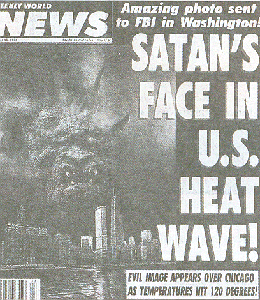 WEEKLY WORLD
NEWS
Amazing photo sent
to FBI in Washington!
SATAN'S
FACE IN
U.S.
HEAT
WAVE!
EVIL IMAGE APPEARS OVER CHICAGO
AS TEMPERATURES HIT 120 DEGREES!